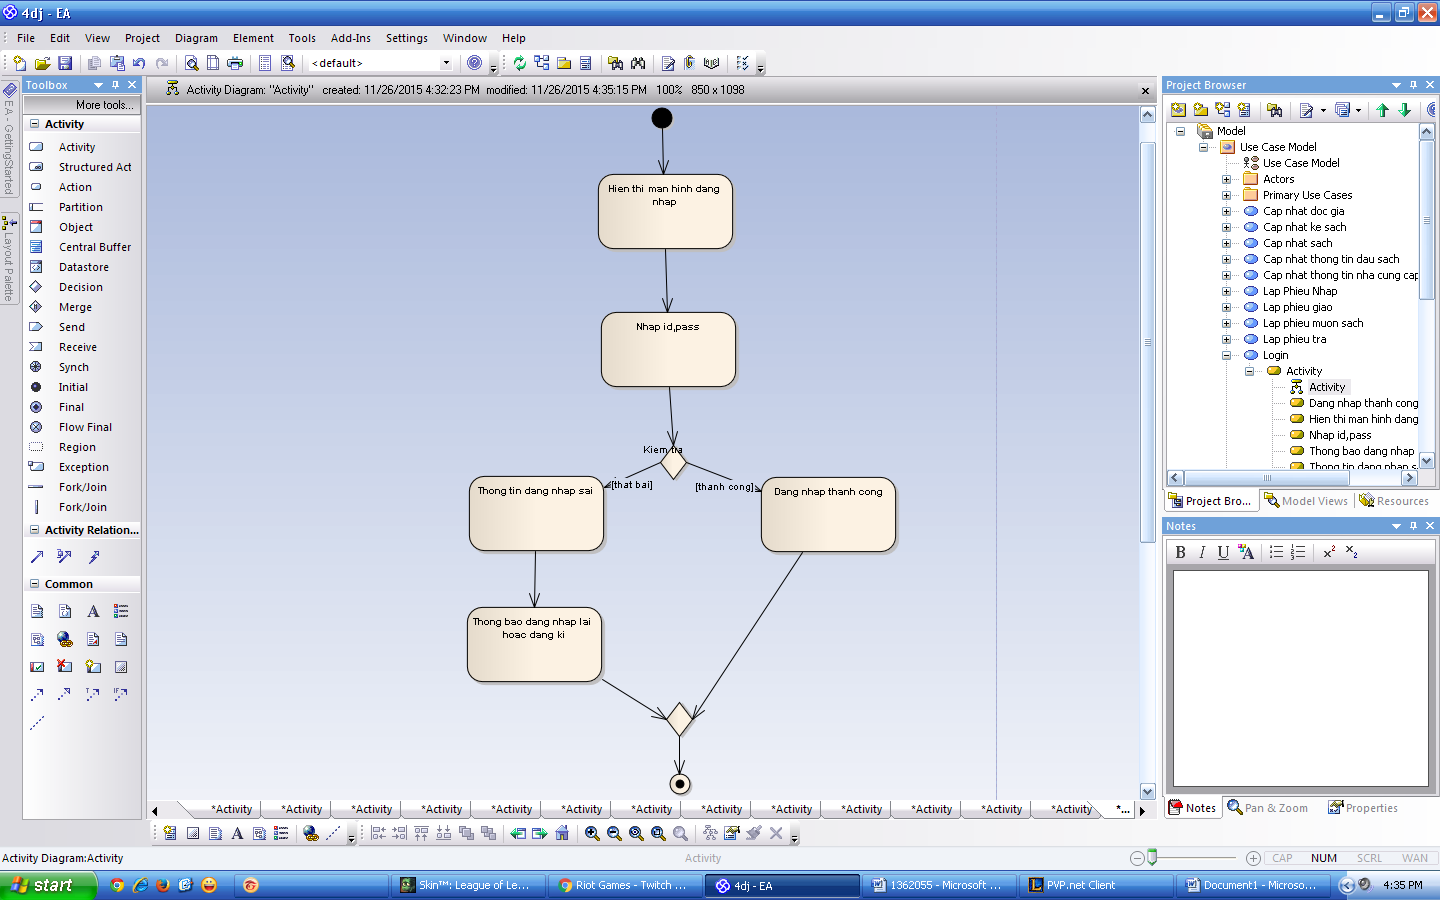 4dj - EA
File Edit View Project Diagram Element Tools Add-Ins Settings Window Help
<default>
EA - GettingStarted
Layout Palette
Toolbox
More tools...
Activity
Activity
Structured Act
Action
Partition
Object
Central Buffer
Datastore
Decision
Merge
Send
Receive
Synch
Initial
Final
Flow Final
Region
Exception
Fork/Join
Fork/Join
Activity Relation...
Common
Activity Diagram: "Activity" created: 11/26/2015 4:32:23 PM modified: 11/26/2015 4:35:15 PM 100% 850 x 1098
Hien thi man hinh dang
nhap
Nhap id,pass
Kiem tra
[that bai]
[thanh cong]
Thong tin dang nhap sai
Dang nhap thanh cong
Thong bao dang nhap lai
hoac dang ki
*Activity *Activity *Activity *Activity *Activity *Activity *Activity *Activity *Activity *Activity *Activity *Activity *Activity *...
Project Browser
Model
Use Case Model
Use Case Model
Actors
Primary Use Cases
Cap nhat doc gia
Cap nhat ke sach
Cap nhat sach
Cap nhat thong tin dau sach
Cap nhat thong tin nha cung cap
Lap Phieu Nhap
Lap phieu giao
Lap phieu muon sach
Lap phieu tra
Login
Activity
Activity
Dang nhap thanh cong
Hien thi man hinh dang
Nhap id,pass
Thong bao dang nhap
Thong tin dang nhap s
Project Bro... Model Views Resources
Notes
B I U A x² x₂
Notes Pan & Zoom Properties
Activity Diagram:Activity
Activity
CAP NUM SCRL WAN
start
Skin™: League of Le...
Riot Games - Twitch ...
4dj - EA
1362055 - Microsoft ...
PVP.net Client
Document1 - Microso...
4:35 PM